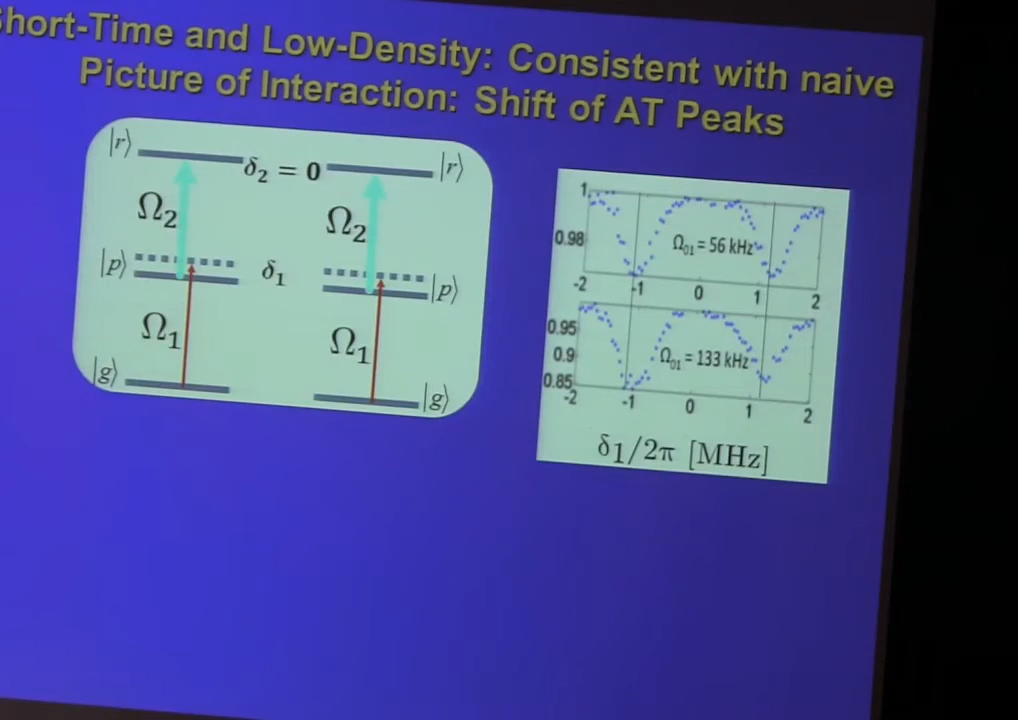 Short-Time and Low-Density: Consistent with naive
Picture of Interaction: Shift of AT Peaks
|r⟩ δ₂ = 0 |r⟩
Ω₂ Ω₂
|p⟩ δ₁ |p⟩
Ω₁ Ω₁
|g⟩ |g⟩
1
0.98
Ω₀₁ = 56 kHz
-2 -1 0 1 2
0.95
0.9
0.85
Ω₀₁ = 133 kHz
-2 -1 0 1 2
δ1/2π [MHz]